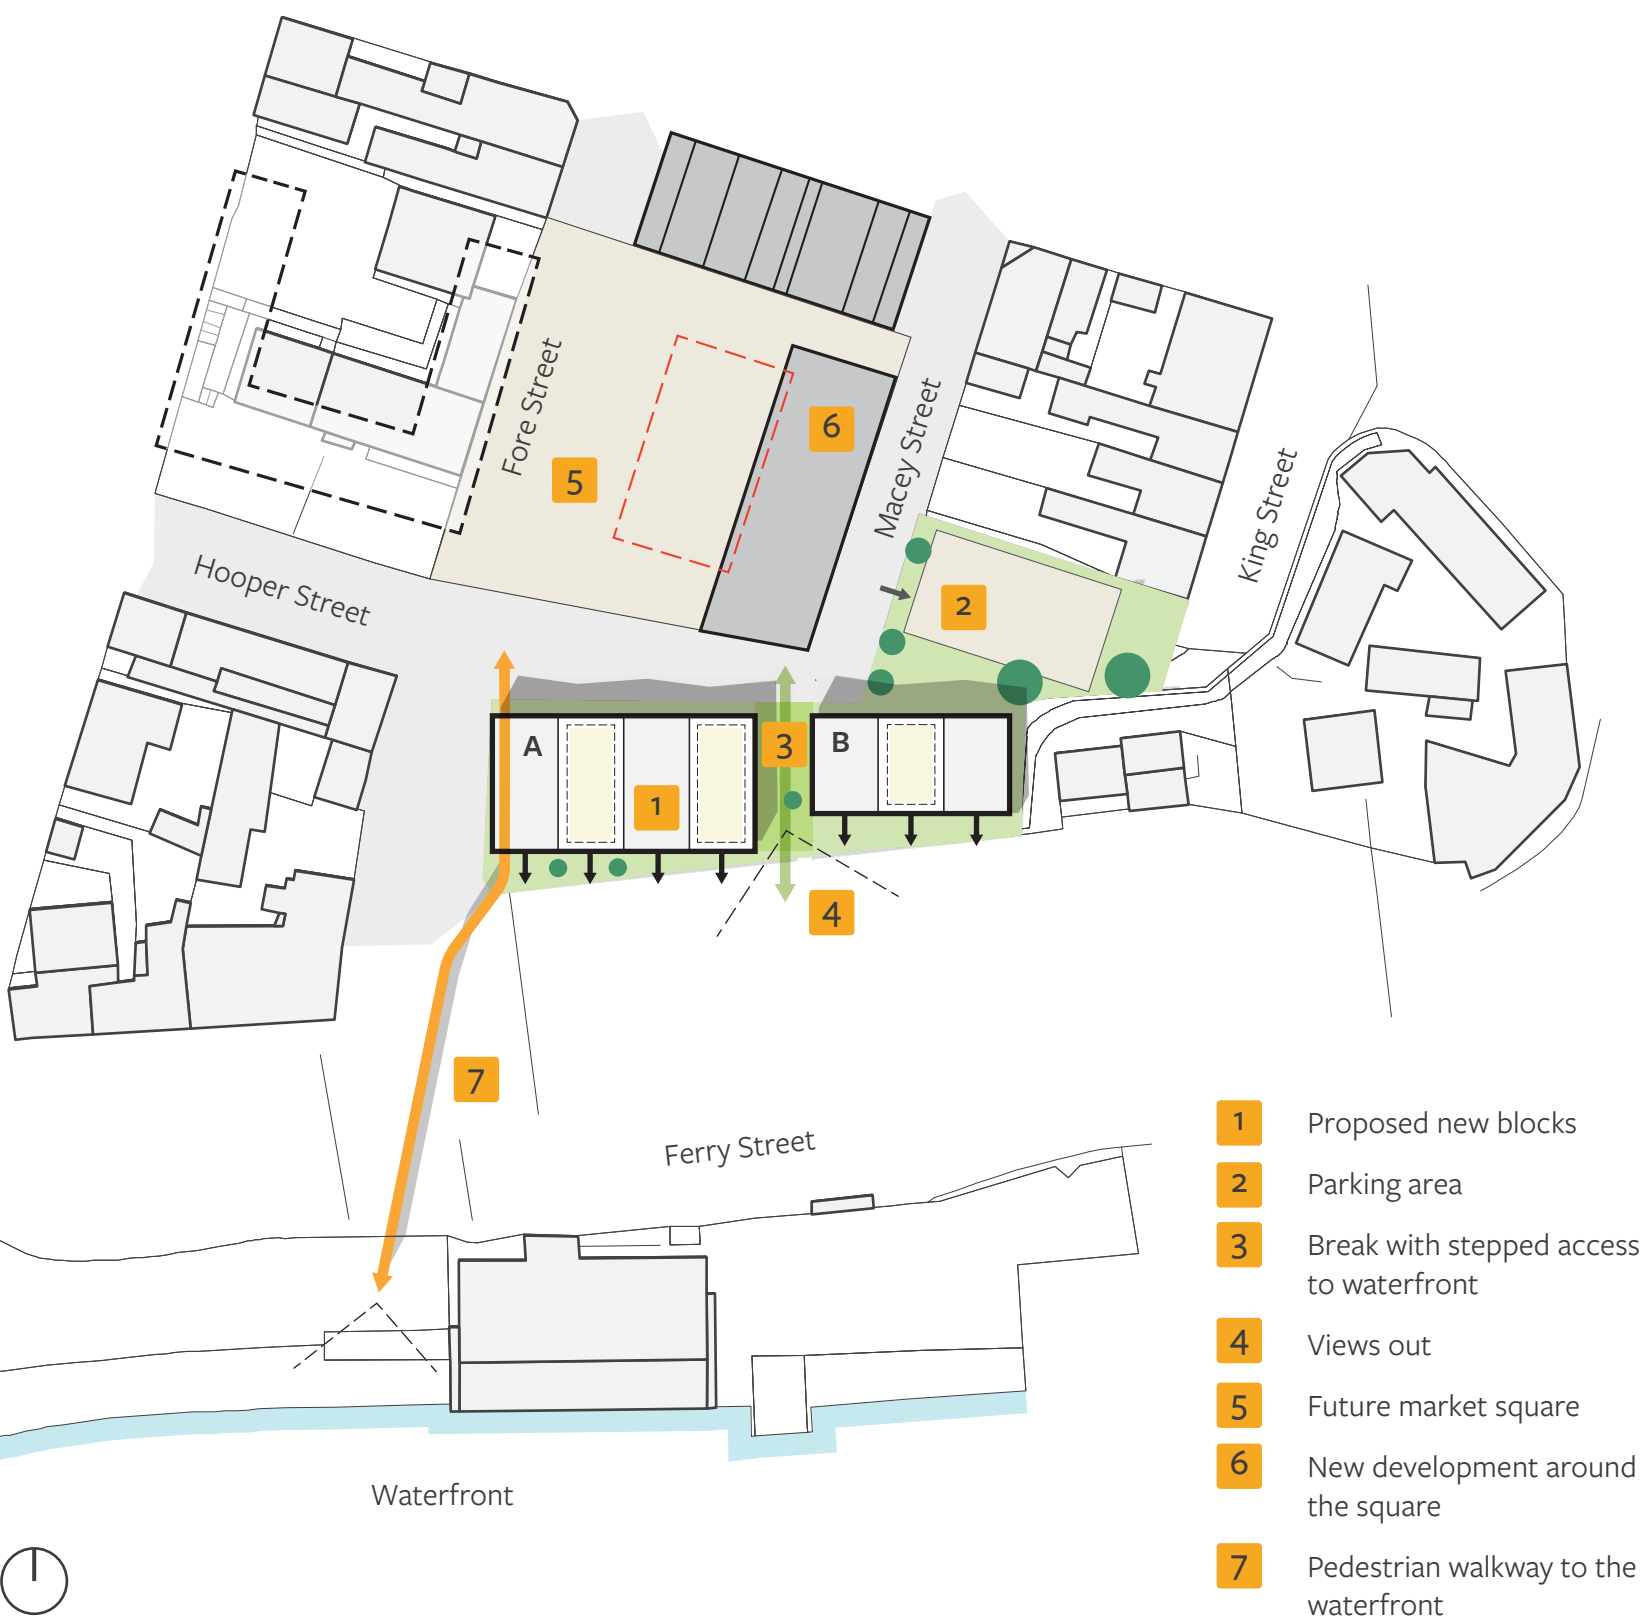 Fore Street
6
5
Macey Street
King Street
Hooper Street
2
A
3
B
1
4
7
Ferry Street
Waterfront
1 Proposed new blocks
2 Parking area
3 Break with stepped access
to waterfront
4 Views out
5 Future market square
6 New development around
the square
7 Pedestrian walkway to the
waterfront